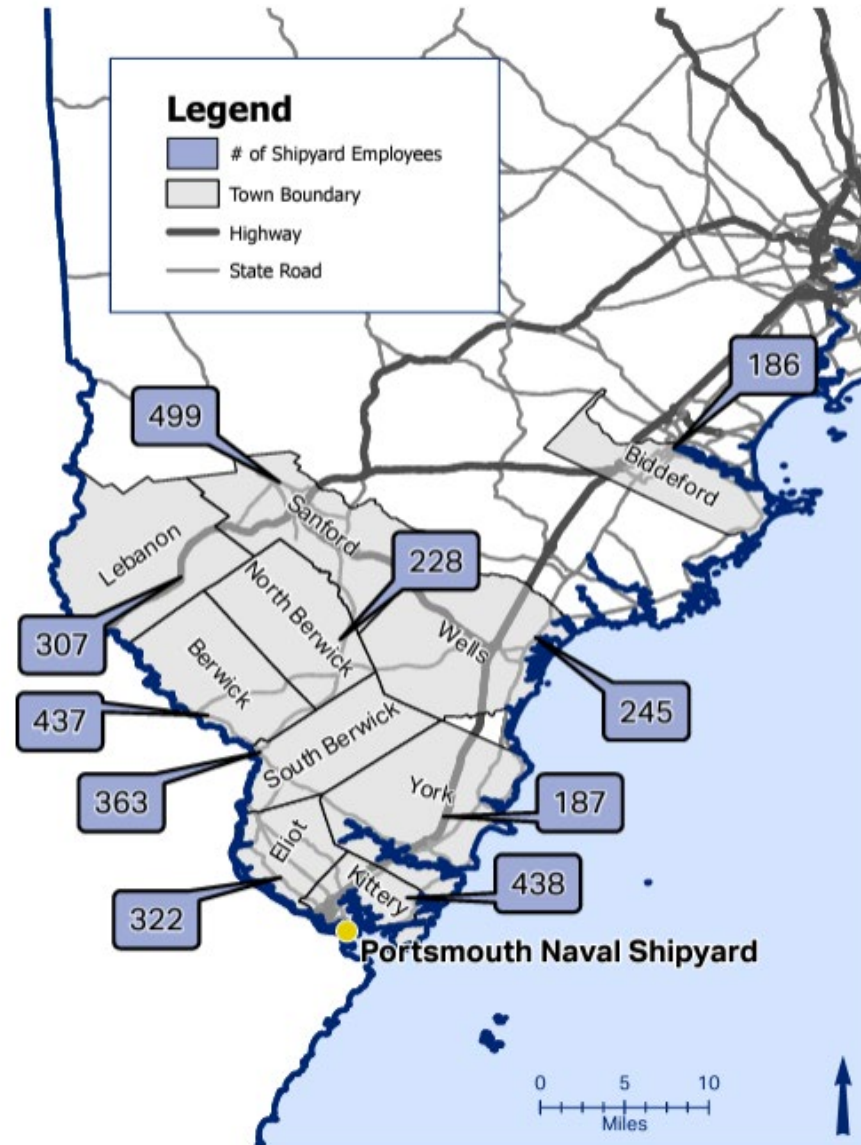 Legend
# of Shipyard Employees
Town Boundary
Highway
State Road
186
499
Biddeford
Sanford
Lebanon
228
North Berwick
307
Wells
Berwick
245
437
South Berwick
363
York
187
Eliot
Kittery
438
322
Portsmouth Naval Shipyard
0 5 10
Miles